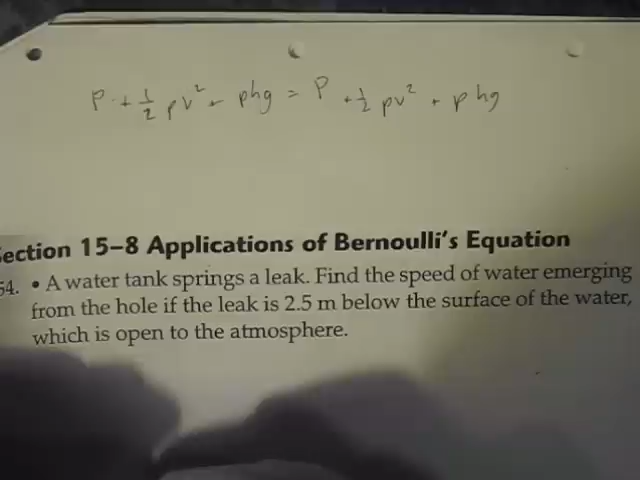 P + 1/2 ρv² + ρhg = P + 1/2 ρv² + ρhg
Section 15–8 Applications of Bernoulli's Equation
54. • A water tank springs a leak. Find the speed of water emerging
from the hole if the leak is 2.5 m below the surface of the water,
which is open to the atmosphere.